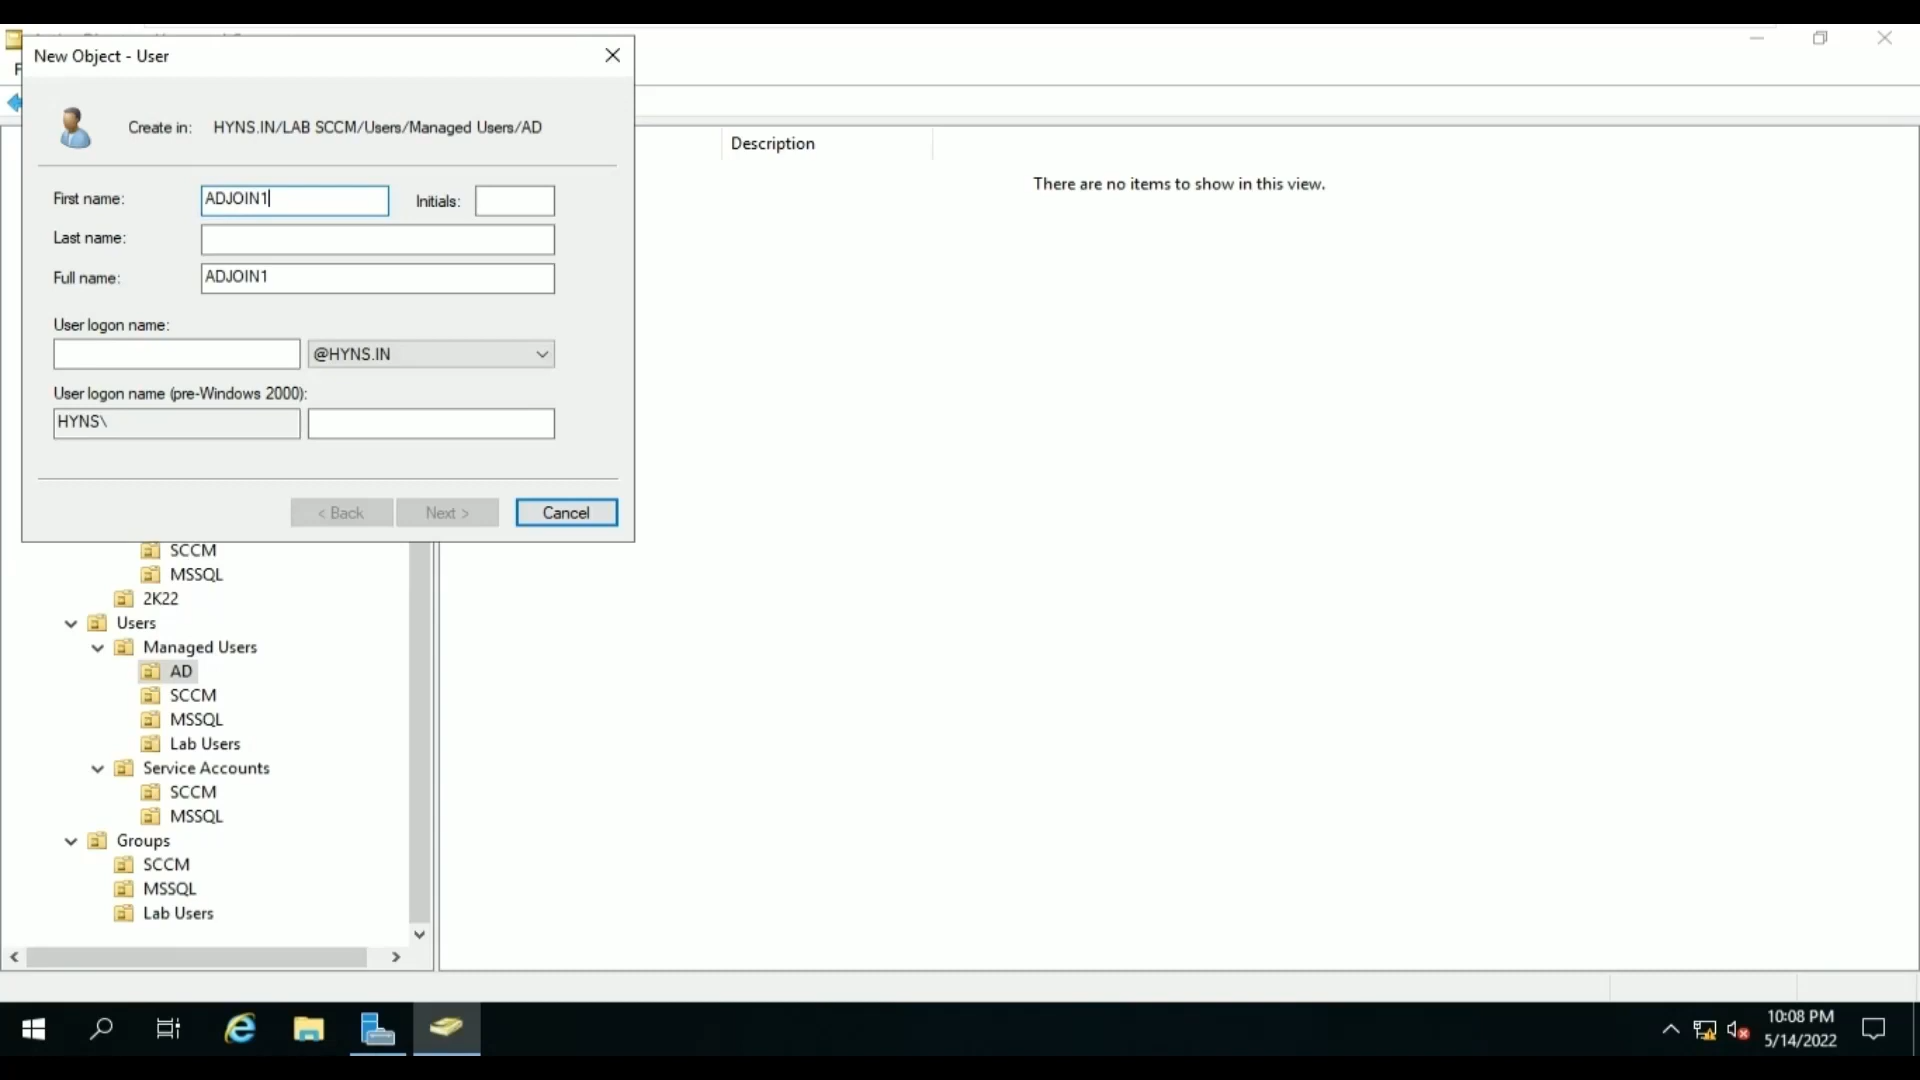 New Object - User
Create in: HYNS.IN/LAB SCCM/Users/Managed Users/AD
First name: ADJOIN1 Initials:
Last name:
Full name: ADJOIN1
User logon name:
@HYNS.IN
User logon name (pre-Windows 2000):
HYNS\
< Back Next > Cancel
Description
There are no items to show in this view.
SCCM
MSSQL
2K22
Users
Managed Users
AD
SCCM
MSSQL
Lab Users
Service Accounts
SCCM
MSSQL
Groups
SCCM
MSSQL
Lab Users
10:08 PM
5/14/2022